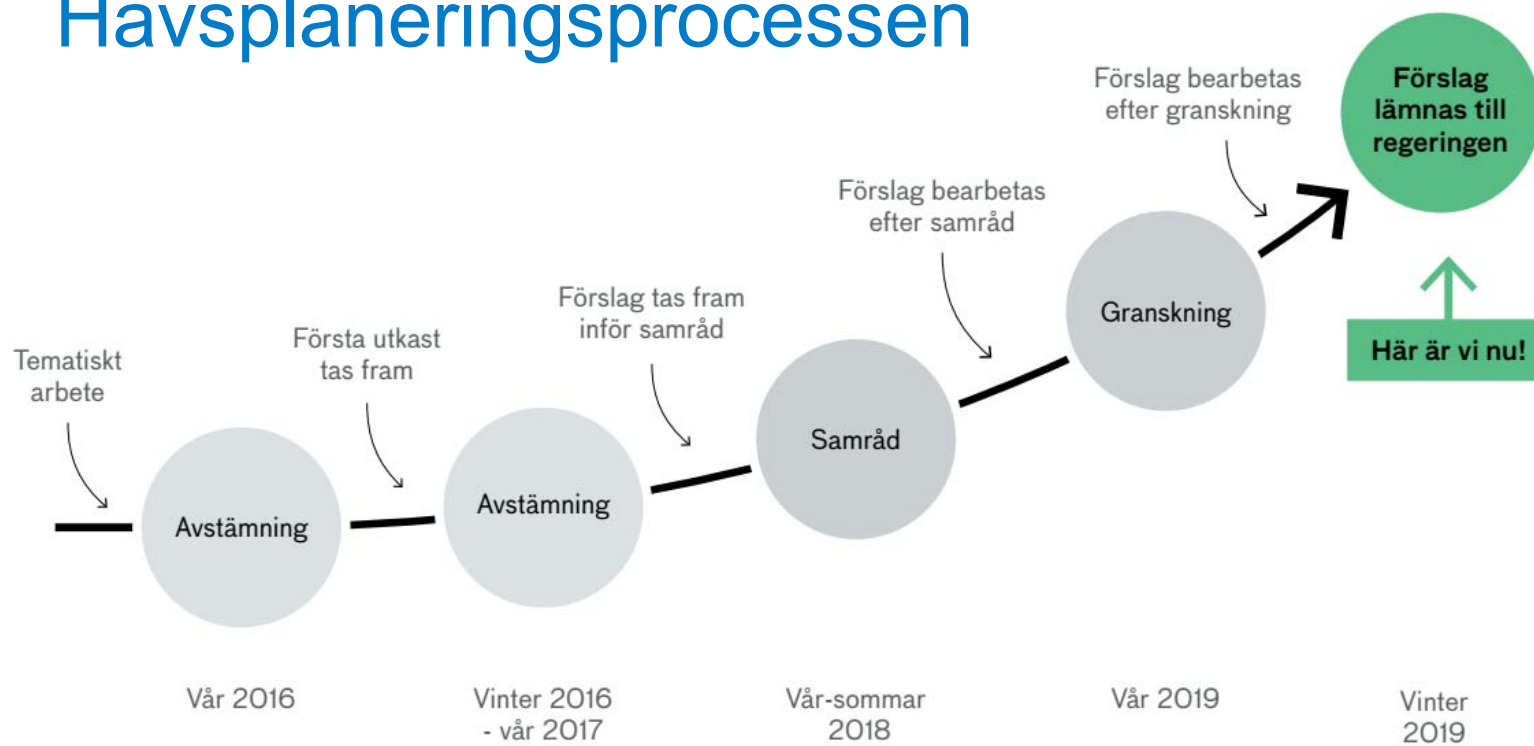 Havsplaneringsprocessen
Tematiskt
arbete
Avstämning
Vår 2016
Första utkast
tas fram
Avstämning
Vinter 2016
- vår 2017
Förslag tas fram
inför samråd
Samråd
Vår-sommar
2018
Förslag bearbetas
efter samråd
Granskning
Vår 2019
Förslag bearbetas
efter granskning
Förslag
lämnas till
regeringen
Här är vi nu!
Vinter
2019